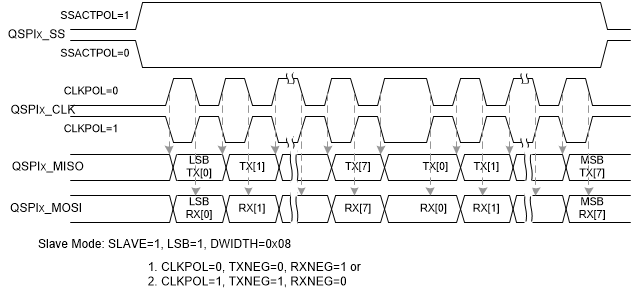 SSACTPOL=1
QSPIx_SS
SSACTPOL=0
CLKPOL=0
QSPIx_CLK
CLKPOL=1
QSPIx_MISO LSB TX[0] TX[1] TX[7] TX[0] TX[1] MSB TX[7]
QSPIx_MOSI LSB RX[0] RX[1] RX[7] RX[0] RX[1] MSB RX[7]
Slave Mode: SLAVE=1, LSB=1, DWIDTH=0x08
1. CLKPOL=0, TXNEG=0, RXNEG=1 or
2. CLKPOL=1, TXNEG=1, RXNEG=0